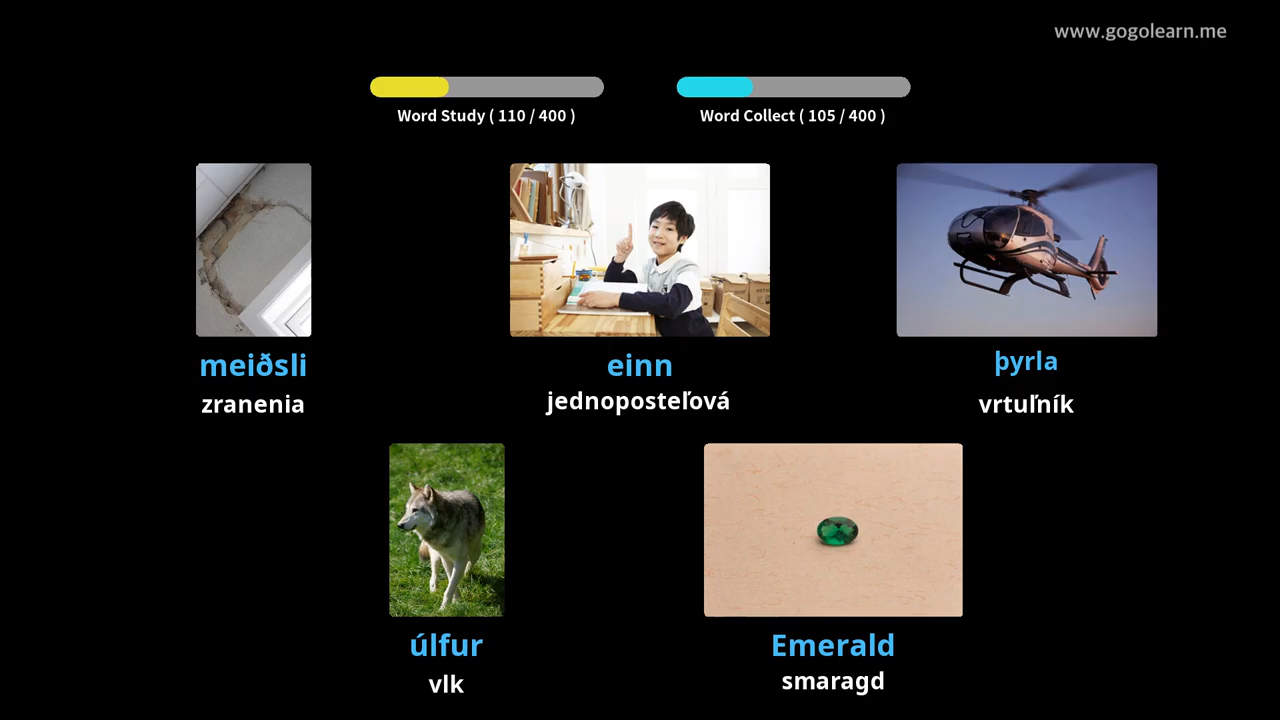 www.gogolearn.me
Word Study ( 110 / 400 )
Word Collect ( 105 / 400 )
meiðsli
zranenia
einn
jednoposteľová
þyrla
vrtuľník
úlfur
vlk
Emerald
smaragd